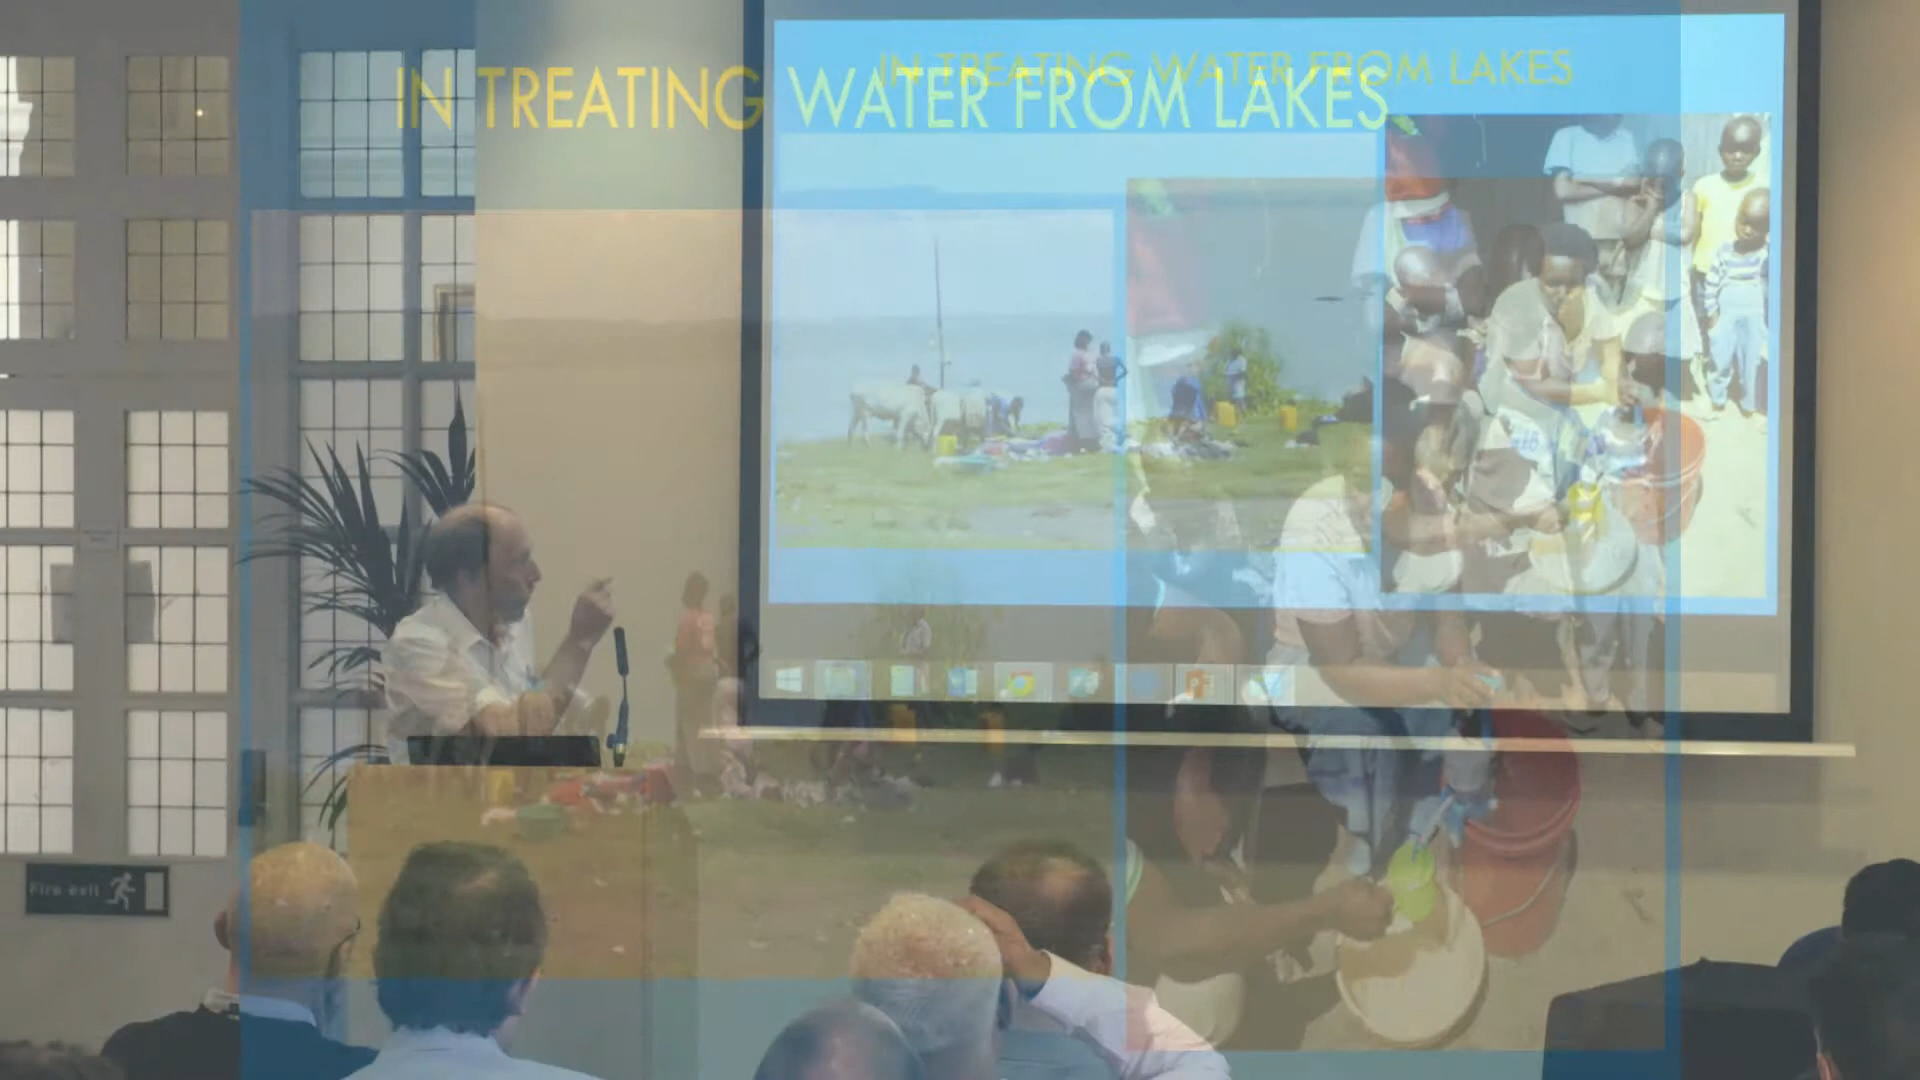 IN TREATING WATER FROM LAKES
IN TREATING WATER FROM LAKES
Fire exit